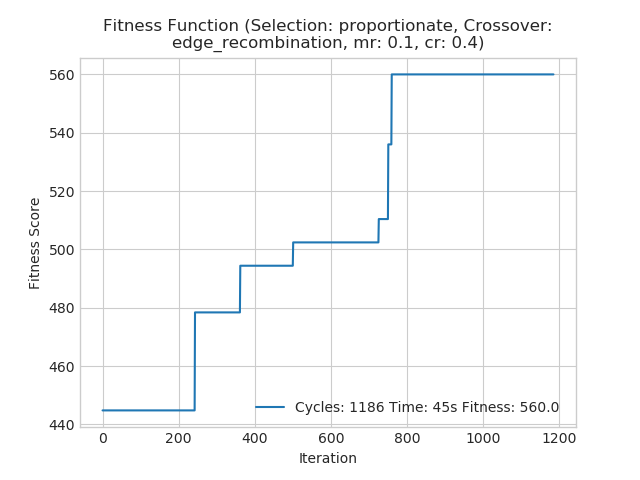 Fitness Function (Selection: proportionate, Crossover:
edge_recombination, mr: 0.1, cr: 0.4)
Fitness Score
560
540
520
500
480
460
440
Cycles: 1186 Time: 45s Fitness: 560.0
0 200 400 600 800 1000 1200
Iteration